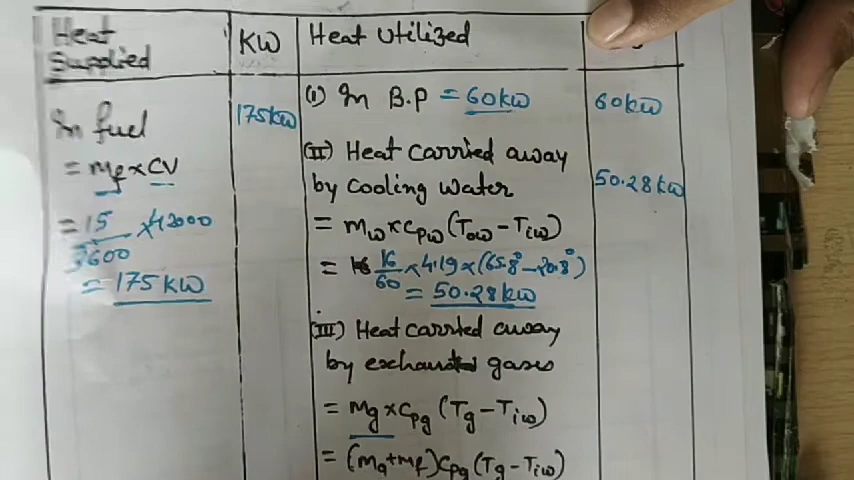 Heat Supplied
KW
Heat Utilized
In fuel
= mf × CV
= 15/3600 × 42000
= 175 KW
175kW
(I) In B.P = 60kW
60kW
(II) Heat carried away
by cooling water
50.28kW
= mw × Cpw (Tow - Tiw)
= 16/60 × 4.19 × (65.8° - 20.8°)
= 50.28kW
(III) Heat carried away
by exhaust gases
= mg × Cpg (Tg - Tiw)
= (ma + mf) Cpg (Tg - Tiw)